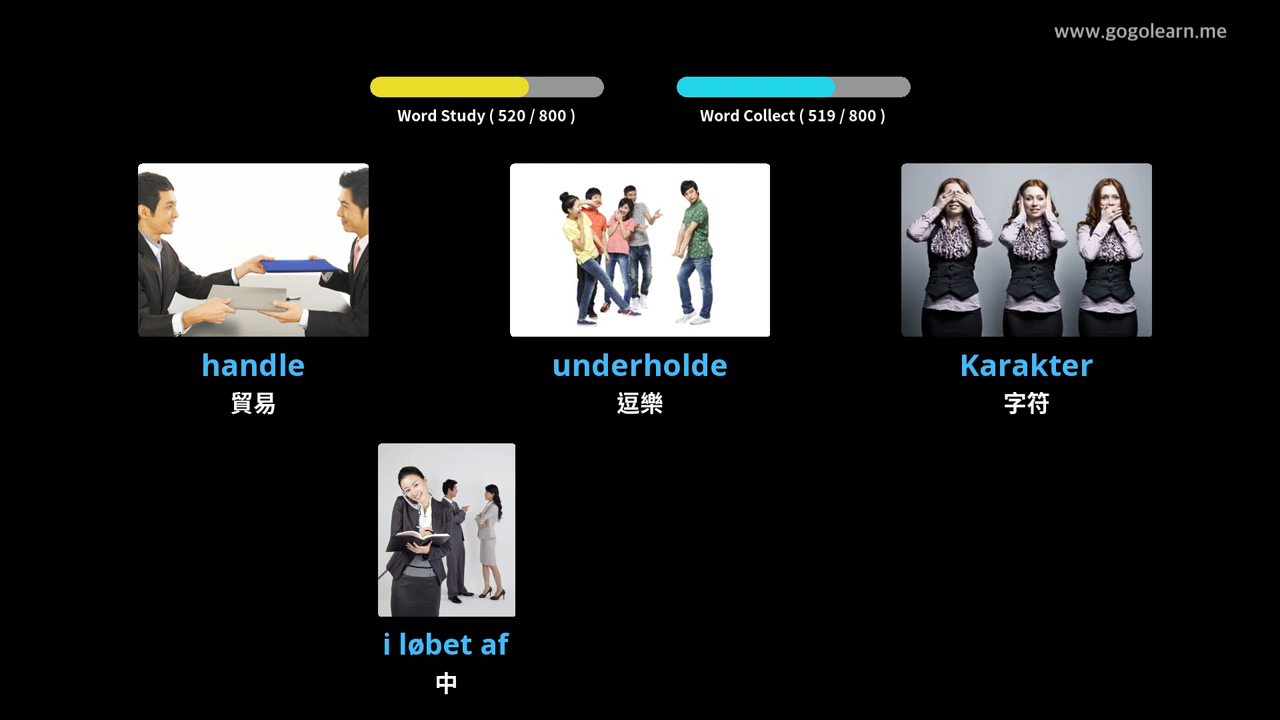 www.gogolearn.me
Word Study ( 520 / 800 )
Word Collect ( 519 / 800 )
handle
貿易
underholde
逗樂
Karakter
字符
i løbet af
中